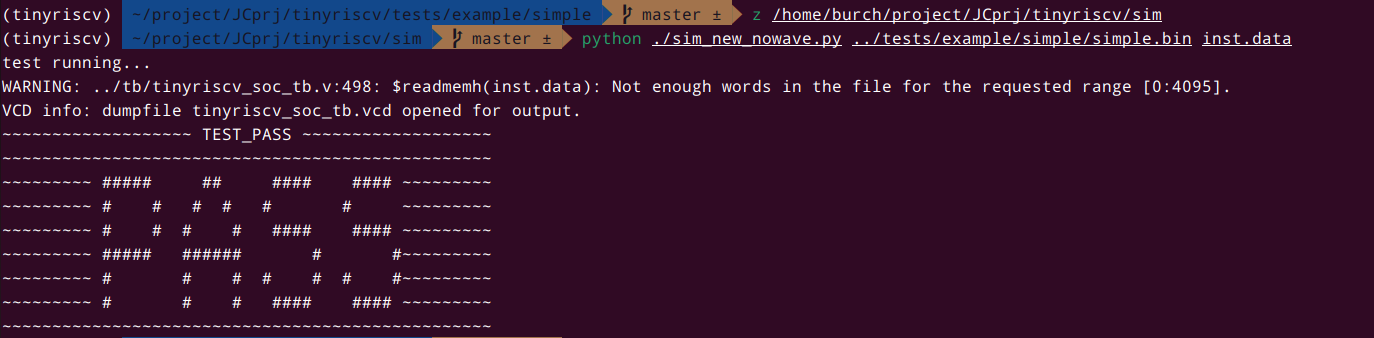 (tinyriscv) ~/project/JCprj/tinyriscv/tests/example/simple master ± z /home/burch/project/JCprj/tinyriscv/sim
(tinyriscv) ~/project/JCprj/tinyriscv/sim master ± python ./sim_new_nowave.py ../tests/example/simple/simple.bin inst.data
test running...
WARNING: ../tb/tinyriscv_soc_tb.v:498: $readmemh(inst.data): Not enough words in the file for the requested range [0:4095].
VCD info: dumpfile tinyriscv_soc_tb.vcd opened for output.
~~~~~~~~~~~~~~~~~~~ TEST_PASS ~~~~~~~~~~~~~~~~~~~
~~~~~~~~~~~~~~~~~~~~~~~~~~~~~~~~~~~~~~~~~~~~~~~~~
~~~~~~~~~ #####     ##     ####    #### ~~~~~~~~~
~~~~~~~~~ #    #   #  #   #       #     ~~~~~~~~~
~~~~~~~~~ #    #  #    #   ####    #### ~~~~~~~~~
~~~~~~~~~ #####   ######       #       #~~~~~~~~~
~~~~~~~~~ #       #    #  #    #  #    #~~~~~~~~~
~~~~~~~~~ #       #    #   ####    #### ~~~~~~~~~
~~~~~~~~~~~~~~~~~~~~~~~~~~~~~~~~~~~~~~~~~~~~~~~~~